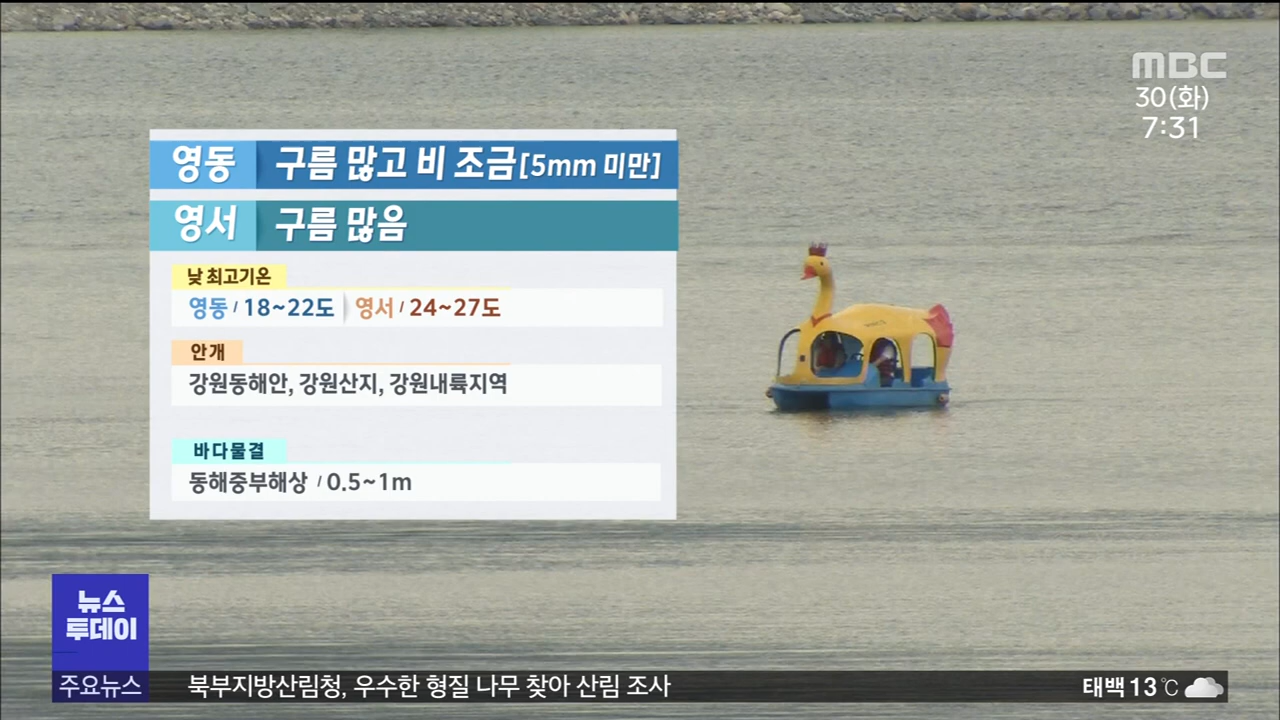 MBC
30(화)
7:31
영동 구름 많고 비 조금[5mm 미만]
영서 구름 많음
낮 최고기온
영동 / 18~22도 영서 / 24~27도
안개
강원동해안, 강원산지, 강원내륙지역
바다물결
동해중부해상 / 0.5~1m
뉴스
투데이
주요뉴스 북부지방산림청, 우수한 형질 나무 찾아 산림 조사 태백 13℃